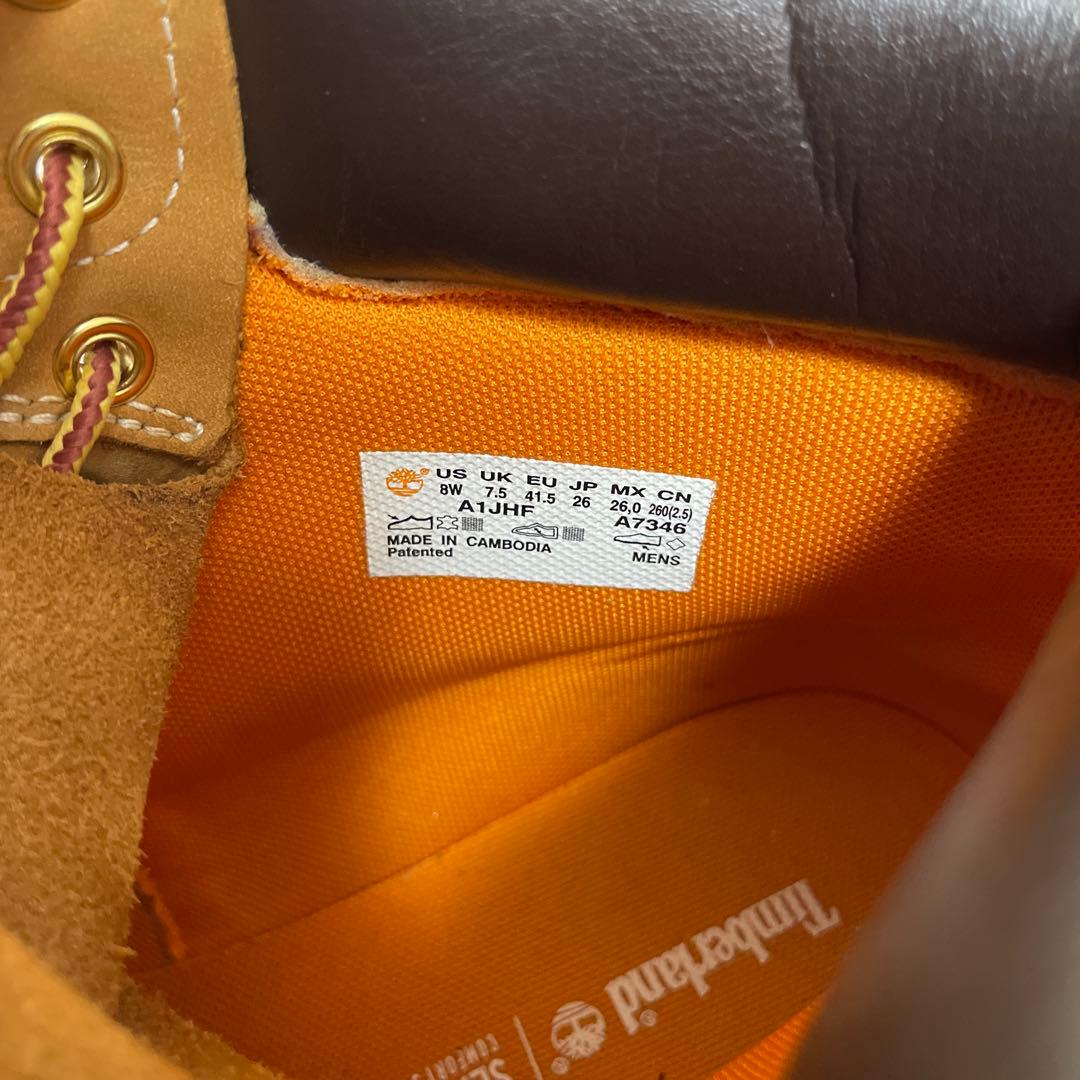 US UK EU JP MX CN
8W 7.5 41.5 26 26,0 260(2.5)
A1JHF A7346
MADE IN CAMBODIA
Patented MENS
Timberland®
COMFORT